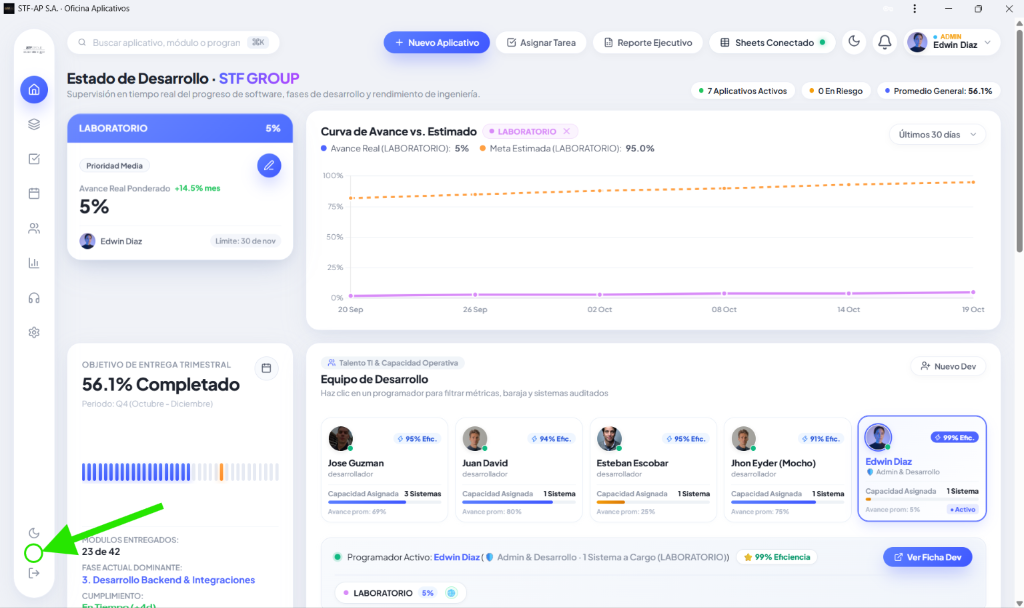 STF-AP S.A. · Oficina Aplicativos
Buscar aplicativo, módulo o program
⌘K
+ Nuevo Aplicativo
Asignar Tarea
Reporte Ejecutivo
Sheets Conectado
ADMIN
Edwin Diaz
Estado de Desarrollo · STF GROUP
Supervisión en tiempo real del progreso de software, fases de desarrollo y rendimiento de ingeniería.
7 Aplicativos Activos
0 En Riesgo
Promedio General: 56.1%
LABORATORIO 5%
Prioridad Media
Avance Real Ponderado +14.5% mes
5%
Edwin Diaz
Límite: 30 de nov
Curva de Avance vs. Estimado
LABORATORIO ×
Últimos 30 días
Avance Real (LABORATORIO): 5%
Meta Estimada (LABORATORIO): 95.0%
100%
75%
50%
25%
0%
20 Sep 26 Sep 02 Oct 08 Oct 14 Oct 19 Oct
OBJETIVO DE ENTREGA TRIMESTRAL
56.1% Completado
Periodo: Q4 (Octubre - Diciembre)
MÓDULOS ENTREGADOS:
23 de 42
FASE ACTUAL DOMINANTE:
3. Desarrollo Backend & Integraciones
CUMPLIMIENTO:
En Tiempo (+4d)
Talento TI & Capacidad Operativa
Equipo de Desarrollo
Haz clic en un programador para filtrar métricas, baraja y sistemas auditados
Nuevo Dev
95% Efic.
Jose Guzman
desarrollador
Capacidad Asignada 3 Sistemas
Avance prom: 69%
94% Efic.
Juan David
desarrollador
Capacidad Asignada 1 Sistema
Avance prom: 80%
95% Efic.
Esteban Escobar
desarrollador
Capacidad Asignada 1 Sistema
Avance prom: 25%
91% Efic.
Jhon Eyder (Mocho)
desarrollador
Capacidad Asignada 1 Sistema
Avance prom: 75%
99% Efic.
Edwin Diaz
Admin & Desarrollo
Capacidad Asignada 1 Sistema
Avance prom: 5%
• Activo
Programador Activo: Edwin Diaz (🛡️ Admin & Desarrollo · 1 Sistema a Cargo (LABORATORIO))
99% Eficiencia
Ver Ficha Dev
LABORATORIO 5%